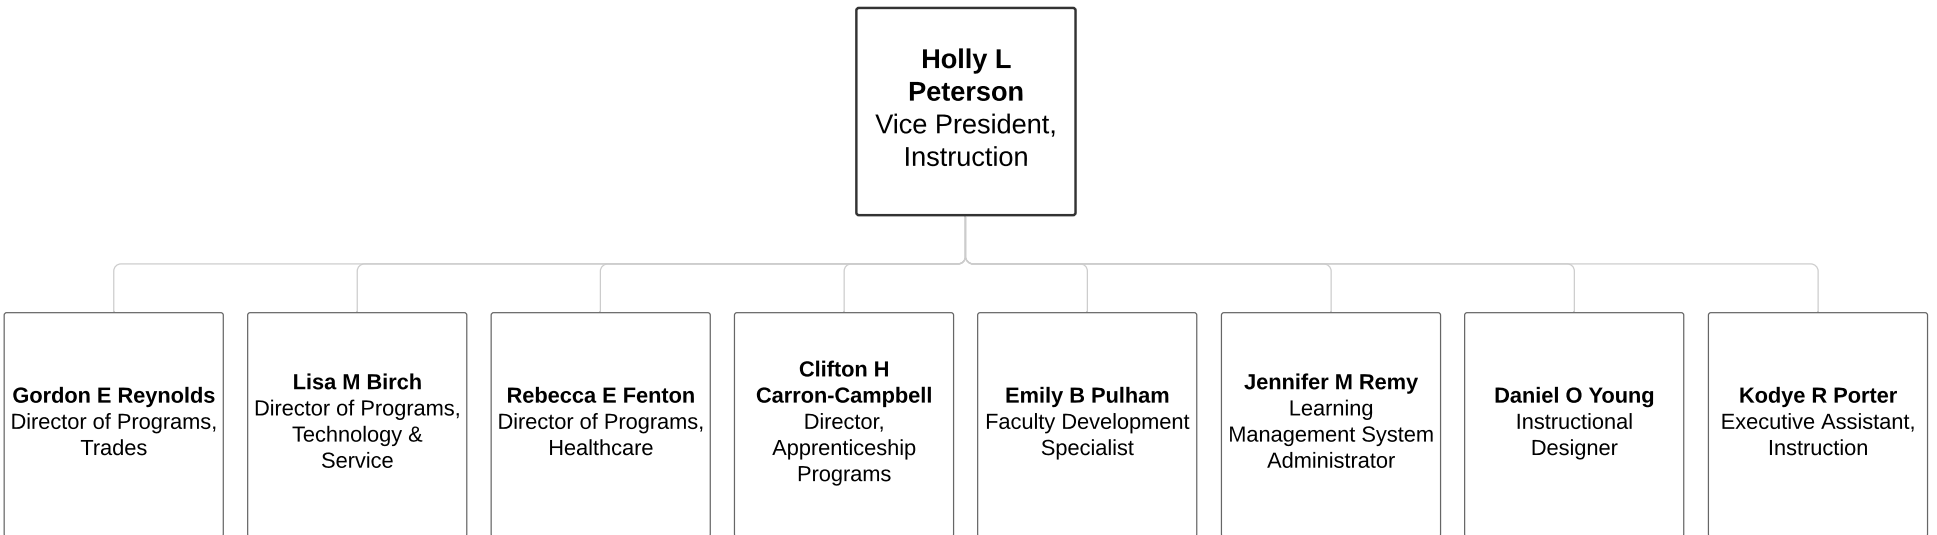 Holly L
Peterson
Vice President,
Instruction
Gordon E Reynolds
Director of Programs,
Trades
Lisa M Birch
Director of Programs,
Technology &
Service
Rebecca E Fenton
Director of Programs,
Healthcare
Clifton H
Carron-Campbell
Director,
Apprenticeship
Programs
Emily B Pulham
Faculty Development
Specialist
Jennifer M Remy
Learning
Management System
Administrator
Daniel O Young
Instructional
Designer
Kodye R Porter
Executive Assistant,
Instruction